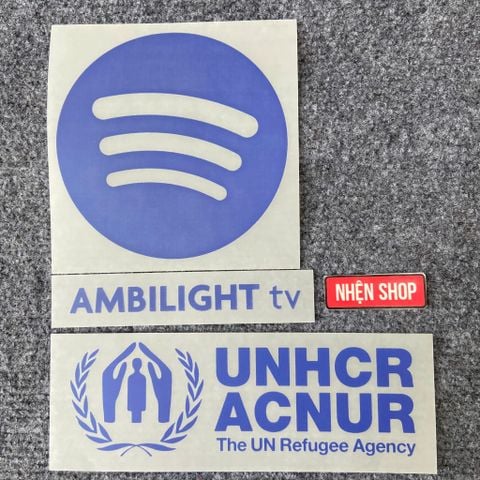 AMBILIGHT tv
NHỆN SHOP
UNHCR
ACNUR
The UN Refugee Agency